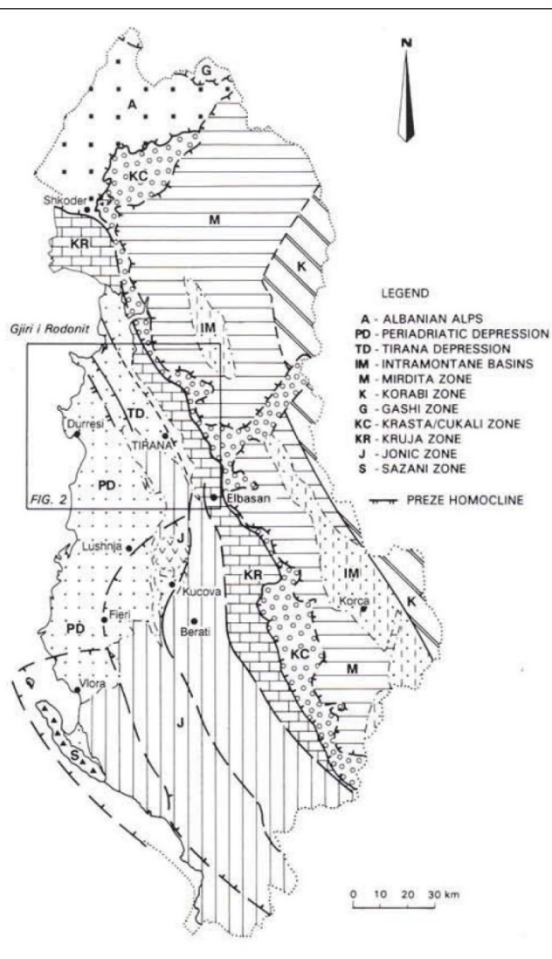 N
G
A
KC
Shkoder
M
KR
K
IM
Gjiri i Rodonit
TD
Durresi
TIRANA
PD
FIG. 2
Elbasan
J
Lushnja
KR
IM
Kucova
Korca
K
Fieri
Berati
PD
KC
M
Vlora
J
S
LEGEND
A - ALBANIAN ALPS
PD - PERIADRIATIC DEPRESSION
TD - TIRANA DEPRESSION
IM - INTRAMONTANE BASINS
M - MIRDITA ZONE
K - KORABI ZONE
G - GASHI ZONE
KC - KRASTA/CUKALI ZONE
KR - KRUJA ZONE
J - JONIC ZONE
S - SAZANI ZONE
PREZE HOMOCLINE
0 10 20 30 km